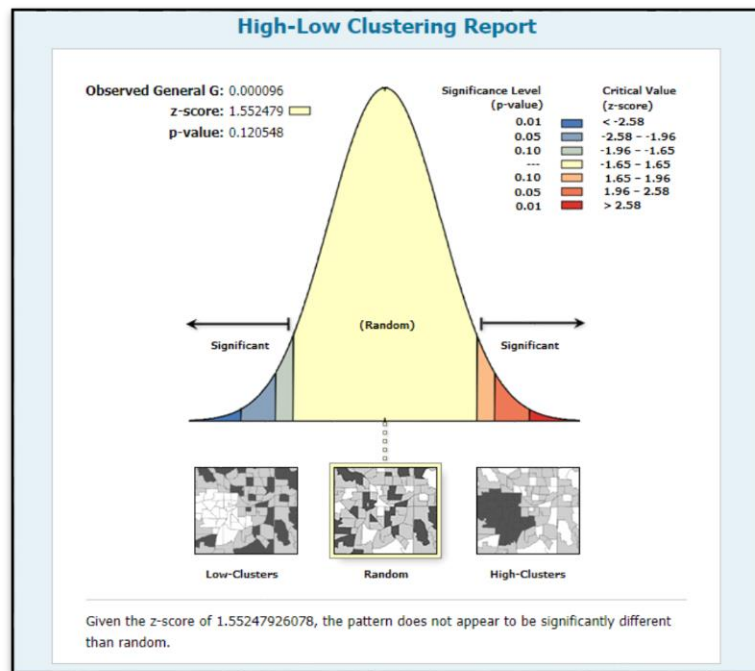 High-Low Clustering Report
Observed General G: 0.000096
z-score: 1.552479
p-value: 0.120548
Significance Level Critical Value
(p-value) (z-score)
0.01 < -2.58
0.05 -2.58 – -1.96
0.10 -1.96 – -1.65
--- -1.65 – 1.65
0.10 1.65 – 1.96
0.05 1.96 – 2.58
0.01 > 2.58
(Random)
Significant Significant
Low-Clusters Random High-Clusters
Given the z-score of 1.55247926078, the pattern does not appear to be significantly different
than random.